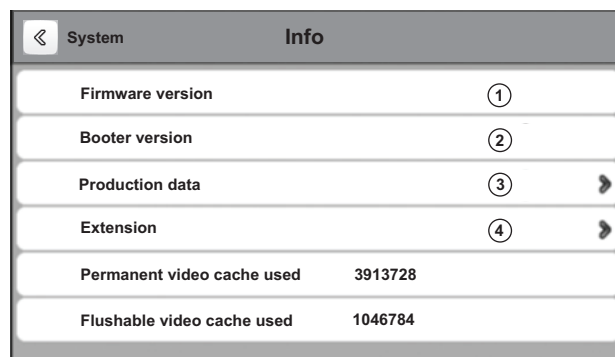 System Info
Firmware version 1
Booter version 2
Production data 3
Extension 4
Permanent video cache used 3913728
Flushable video cache used 1046784